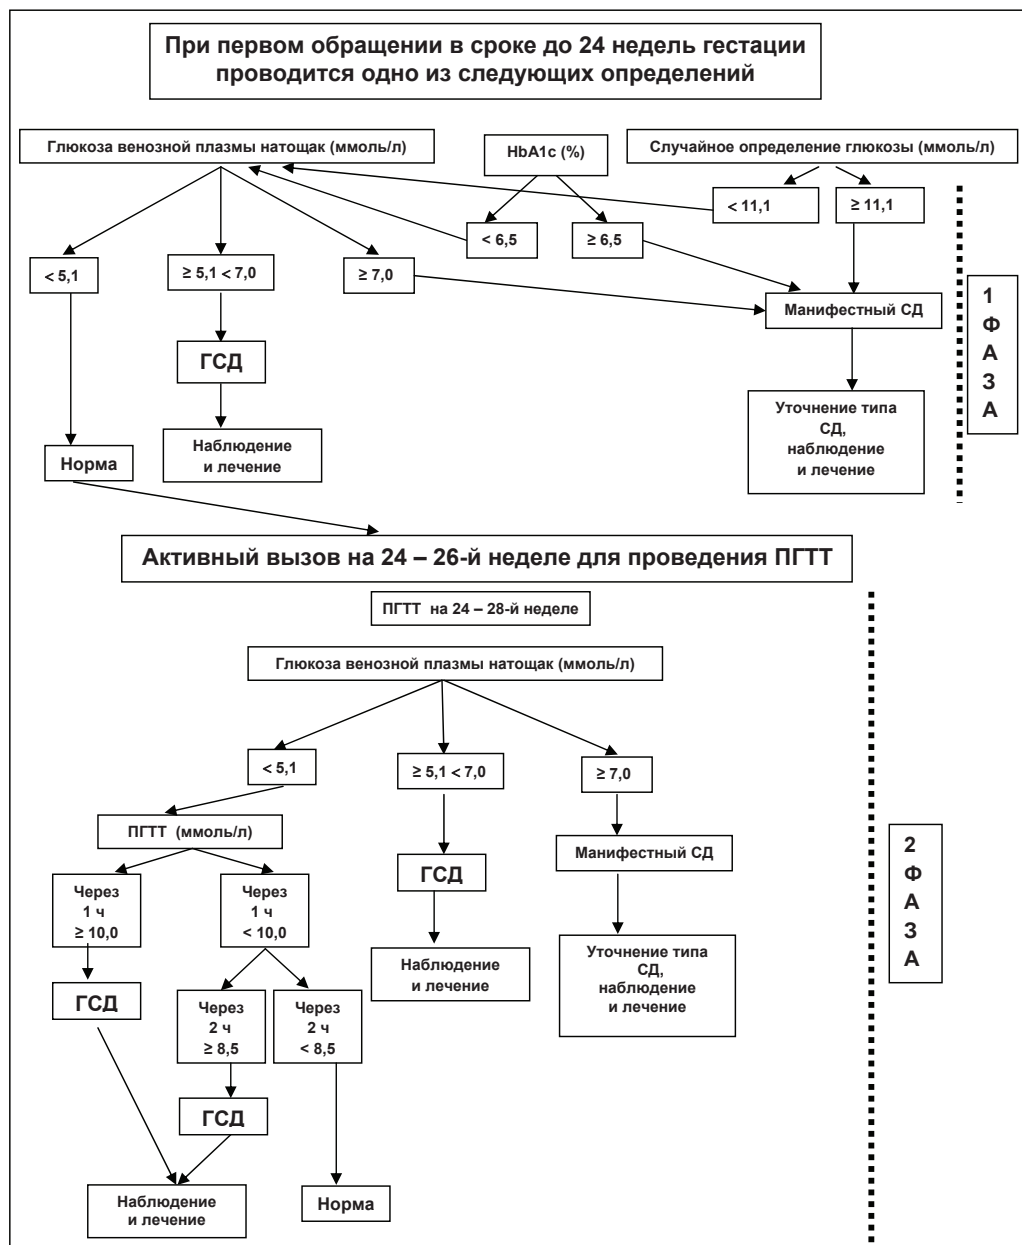 При первом обращении в сроке до 24 недель гестации
проводится одно из следующих определений
Глюкоза венозной плазмы натощак (ммоль/л)
HbA1c (%)
Случайное определение глюкозы (ммоль/л)
< 11,1
≥ 11,1
< 6,5
≥ 6,5
< 5,1
≥ 5,1 < 7,0
≥ 7,0
Манифестный СД
ГСД
Уточнение типа
СД,
наблюдение
и лечение
Наблюдение
и лечение
Норма
1
Ф
А
З
А
Активный вызов на 24 – 26-й неделе для проведения ПГТТ
ПГТТ на 24 – 28-й неделе
Глюкоза венозной плазмы натощак (ммоль/л)
< 5,1
≥ 5,1 < 7,0
≥ 7,0
ПГТТ (ммоль/л)
ГСД
Манифестный СД
Через
1 ч
≥ 10,0
Через
1 ч
< 10,0
Наблюдение
и лечение
Уточнение типа
СД,
наблюдение
и лечение
ГСД
Через
2 ч
≥ 8,5
Через
2 ч
< 8,5
ГСД
Наблюдение
и лечение
Норма
2
Ф
А
З
А